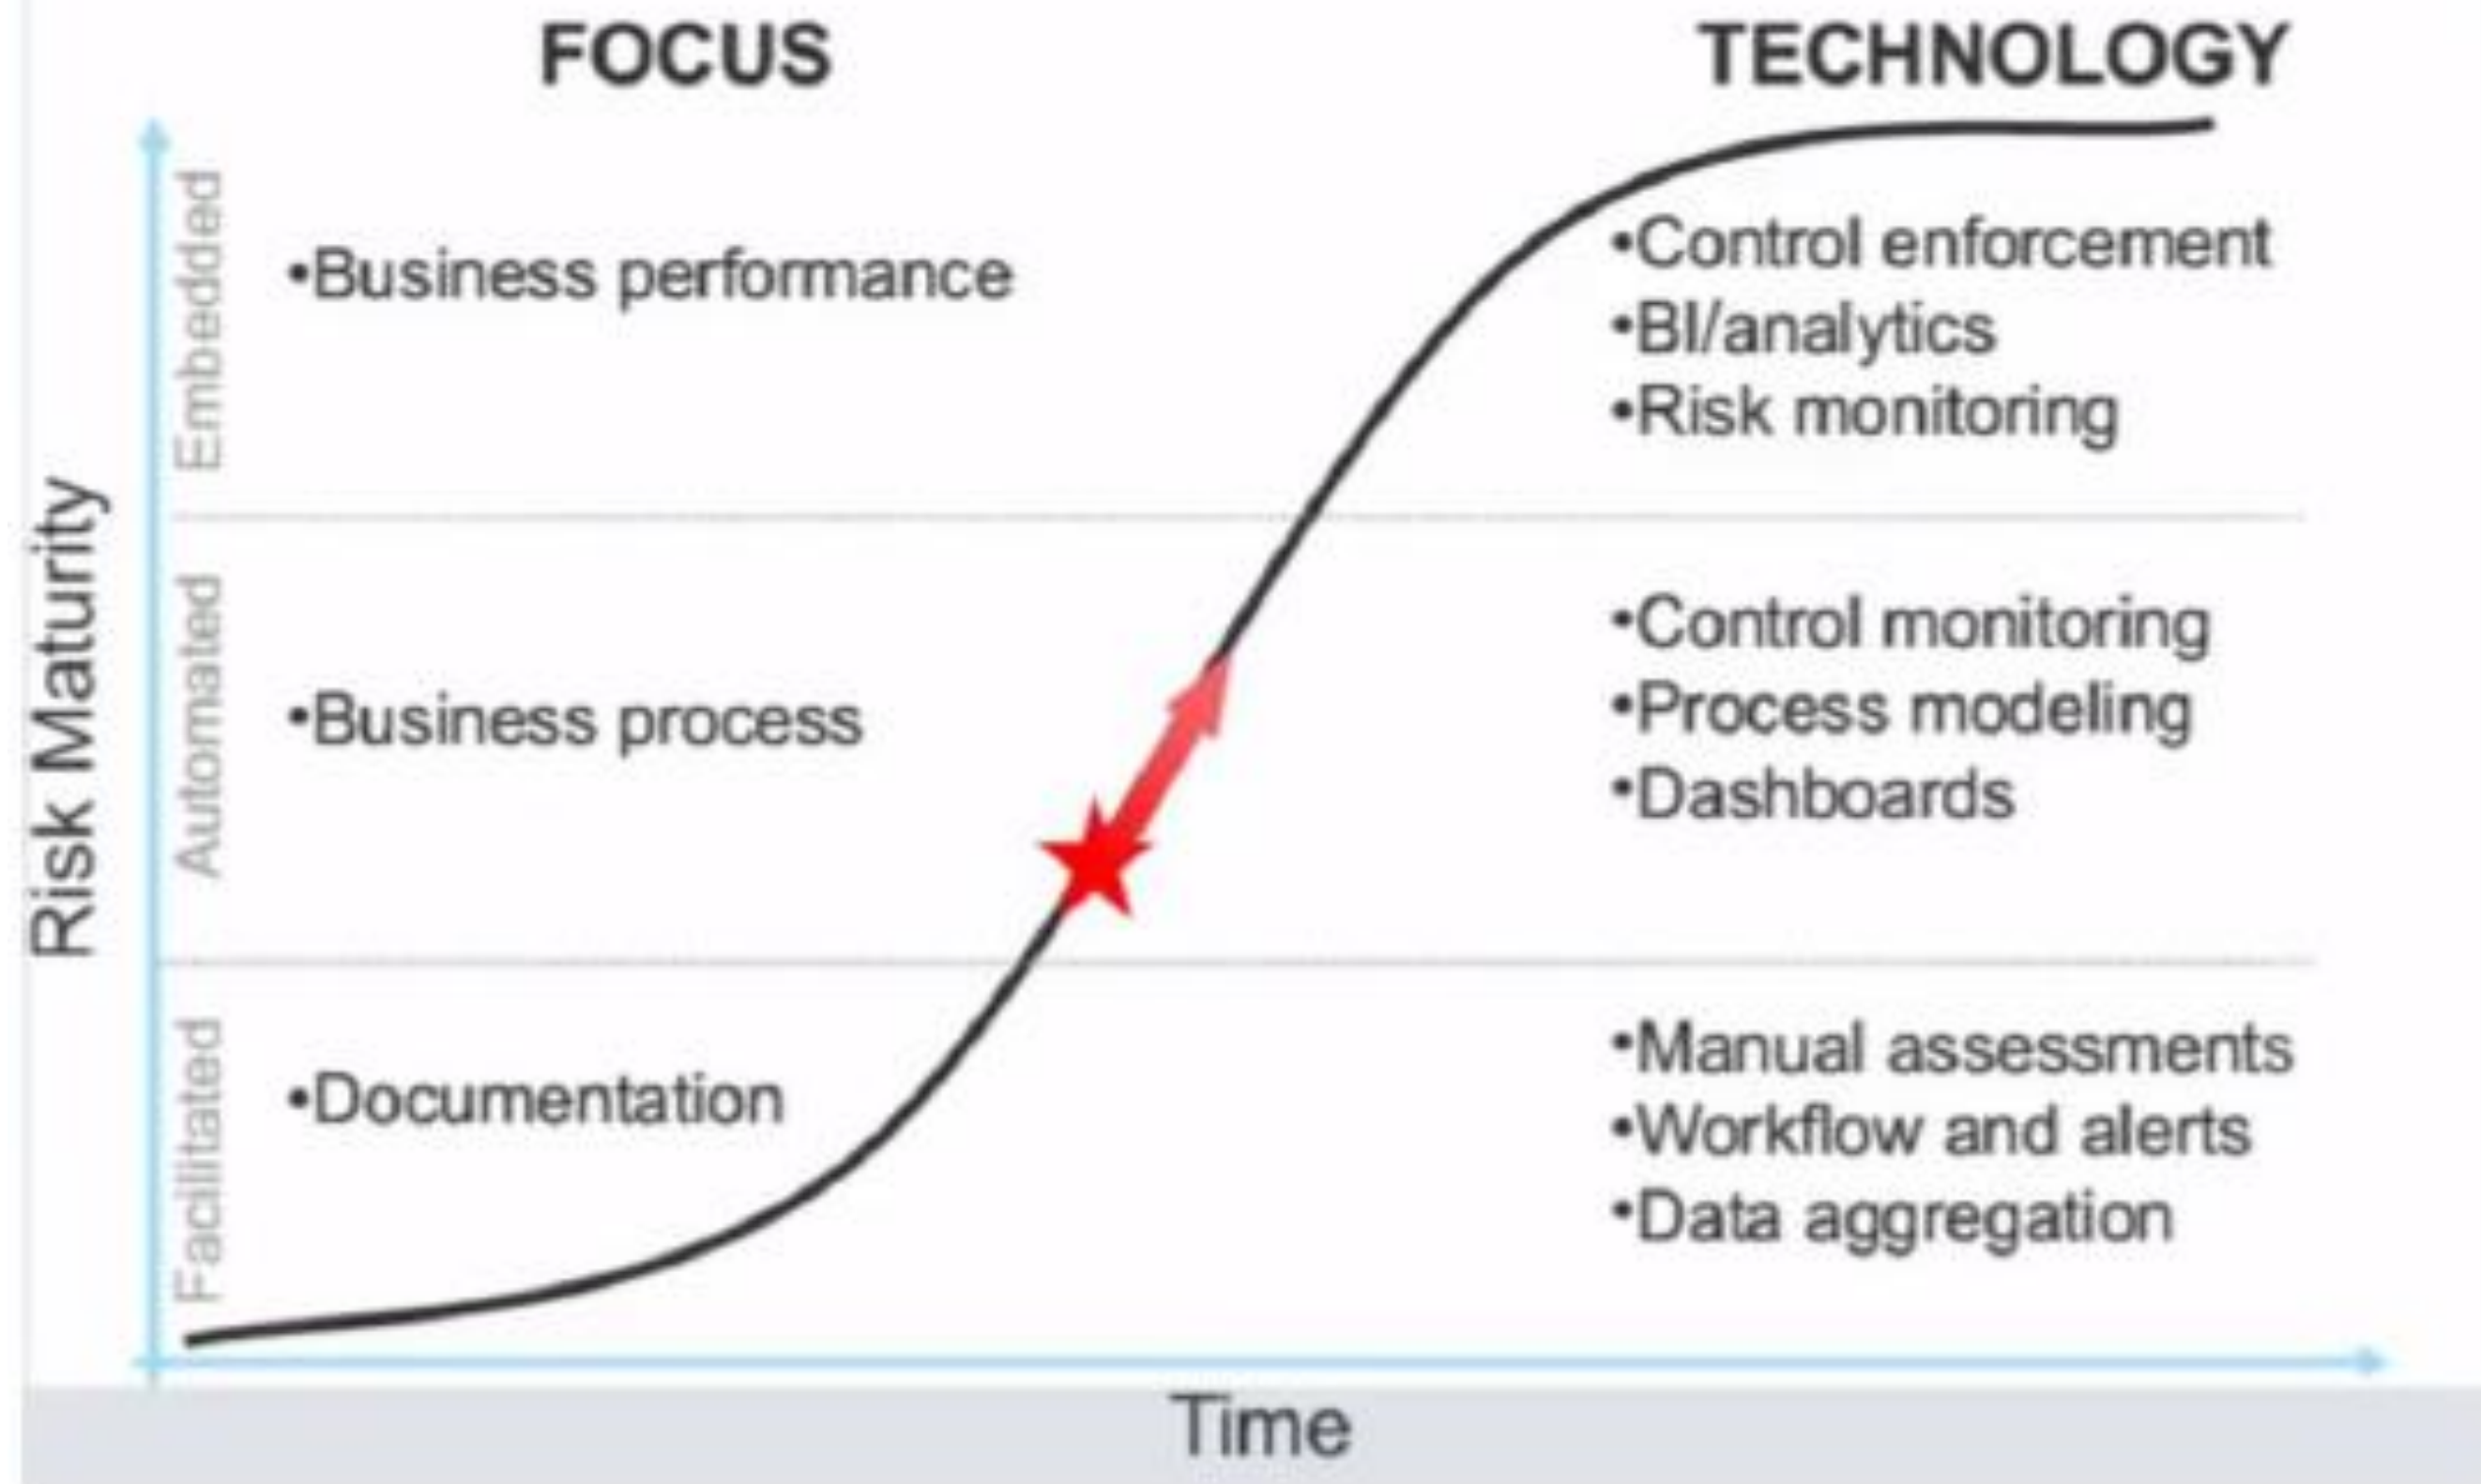 FOCUS
TECHNOLOGY
Risk Maturity
Embedded
•Business performance
•Control enforcement
•BI/analytics
•Risk monitoring
Automated
•Business process
•Control monitoring
•Process modeling
•Dashboards
Facilitated
•Documentation
•Manual assessments
•Workflow and alerts
•Data aggregation
Time